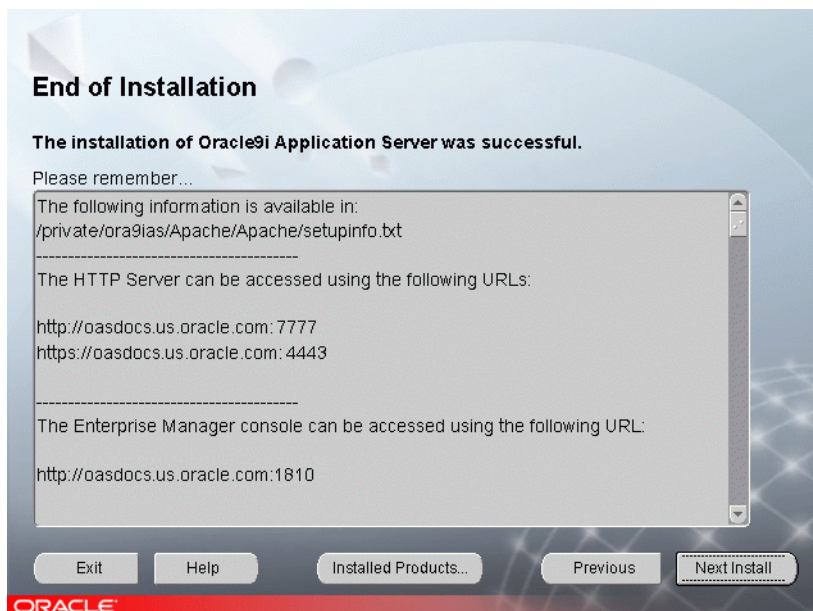 End of Installation
The installation of Oracle9i Application Server was successful.
Please remember...
The following information is available in:
/private/ora9ias/Apache/Apache/setupinfo.txt
-----------------------------------------
The HTTP Server can be accessed using the following URLs:
http://oasdocs.us.oracle.com: 7777
https://oasdocs.us.oracle.com: 4443
-----------------------------------------
The Enterprise Manager console can be accessed using the following URL:
http://oasdocs.us.oracle.com:1810
Exit Help Installed Products... Previous Next Install
ORACLE